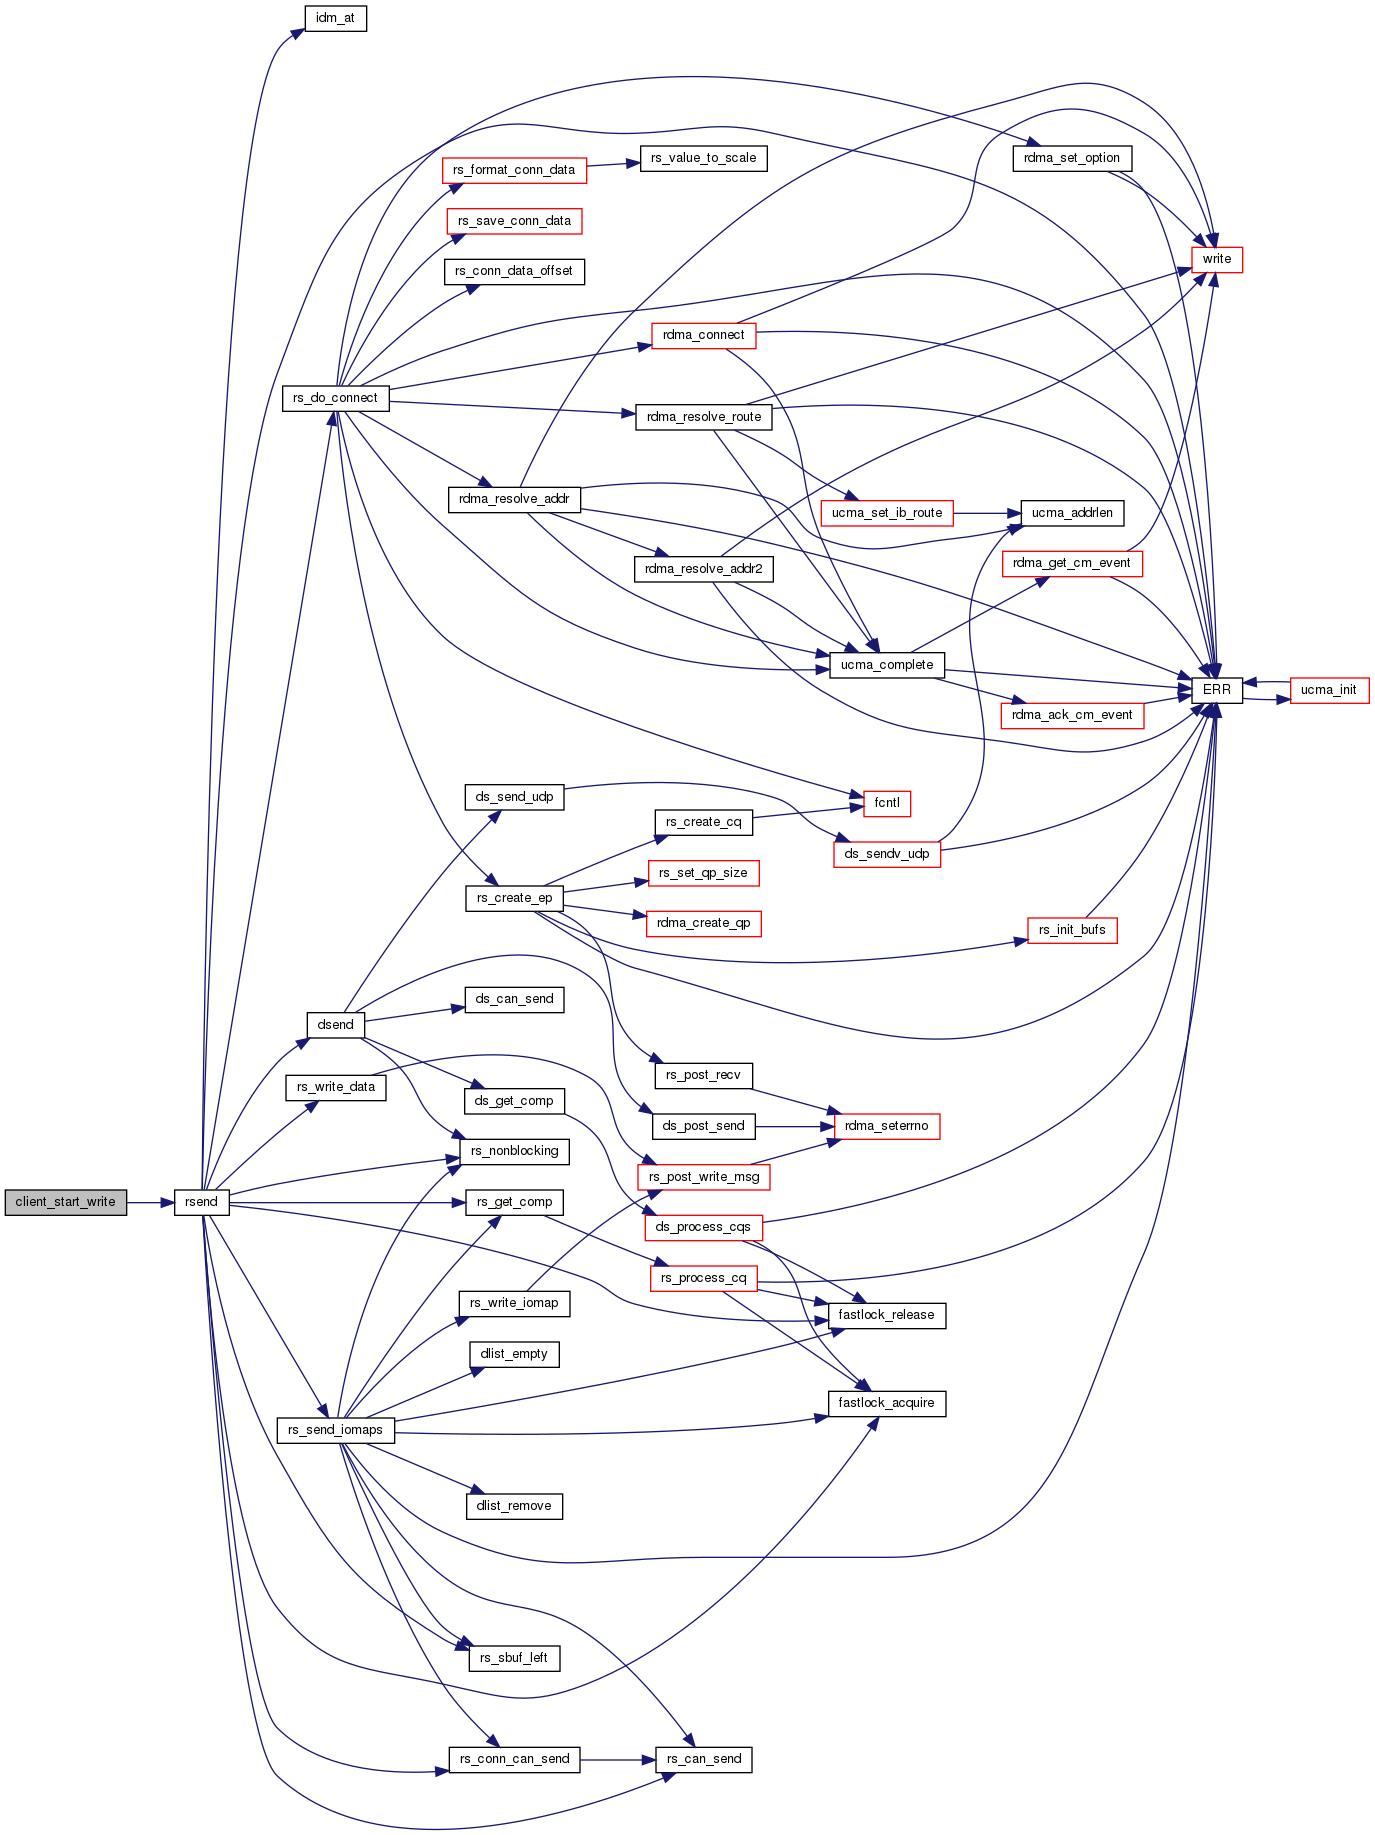 idm_at
rdma_set_option
rs_value_to_scale
rs_format_conn_data
rs_save_conn_data
write
rs_conn_data_offset
rdma_connect
rs_do_connect
rdma_resolve_route
rdma_resolve_addr
ucma_set_ib_route
ucma_addrlen
rdma_get_cm_event
rdma_resolve_addr2
ucma_complete
ERR
ucma_init
rdma_ack_cm_event
ds_send_udp
fcntl
rs_create_cq
ds_sendv_udp
rs_set_qp_size
rs_create_ep
rdma_create_qp
rs_init_bufs
ds_can_send
dsend
rs_post_recv
rs_write_data
ds_get_comp
ds_post_send
rdma_seterrno
rs_nonblocking
rs_post_write_msg
client_start_write
rsend
rs_get_comp
ds_process_cqs
rs_process_cq
rs_write_iomap
fastlock_release
dlist_empty
fastlock_acquire
rs_send_iomaps
dlist_remove
rs_sbuf_left
rs_conn_can_send
rs_can_send